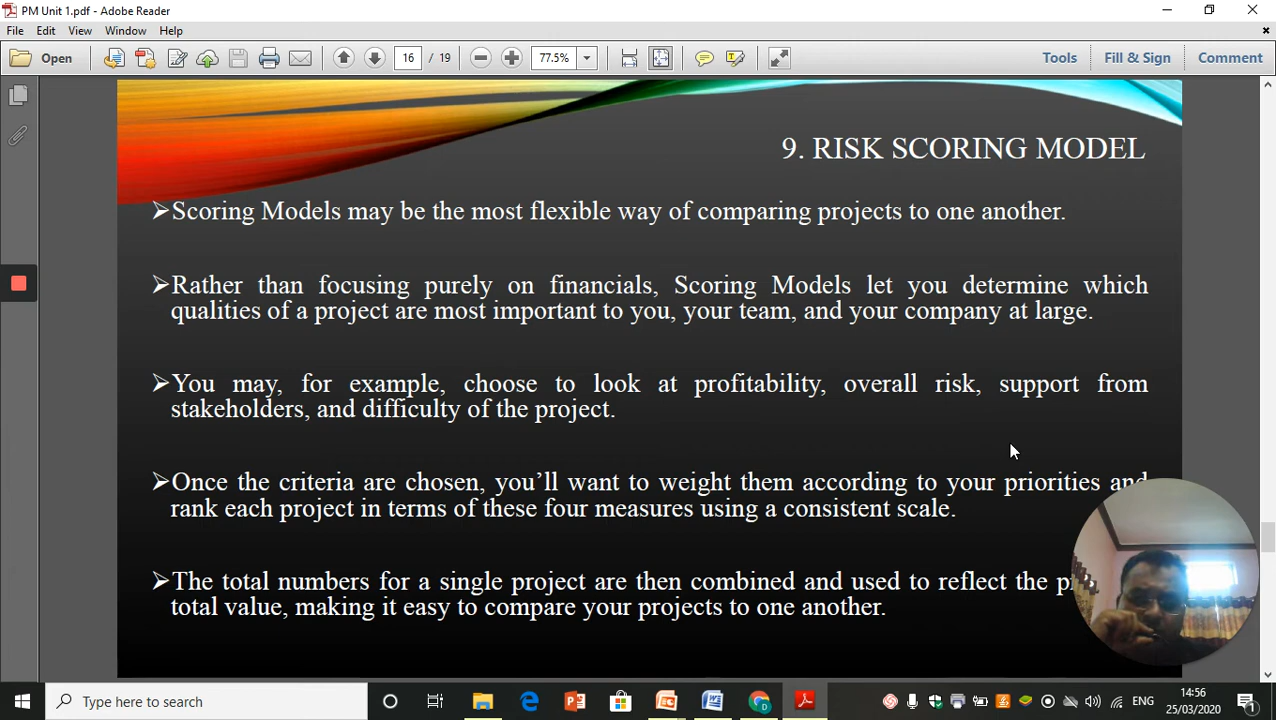 PM Unit 1.pdf - Adobe Reader
File Edit View Window Help
Open 16 / 19 77.5% Tools Fill & Sign Comment
9. RISK SCORING MODEL
➢Scoring Models may be the most flexible way of comparing projects to one another.
➢Rather than focusing purely on financials, Scoring Models let you determine which
qualities of a project are most important to you, your team, and your company at large.
➢You may, for example, choose to look at profitability, overall risk, support from
stakeholders, and difficulty of the project.
➢Once the criteria are chosen, you’ll want to weight them according to your priorities and
rank each project in terms of these four measures using a consistent scale.
➢The total numbers for a single project are then combined and used to reflect the
total value, making it easy to compare your projects to one another.
Type here to search
ENG
14:56
25/03/2020
1